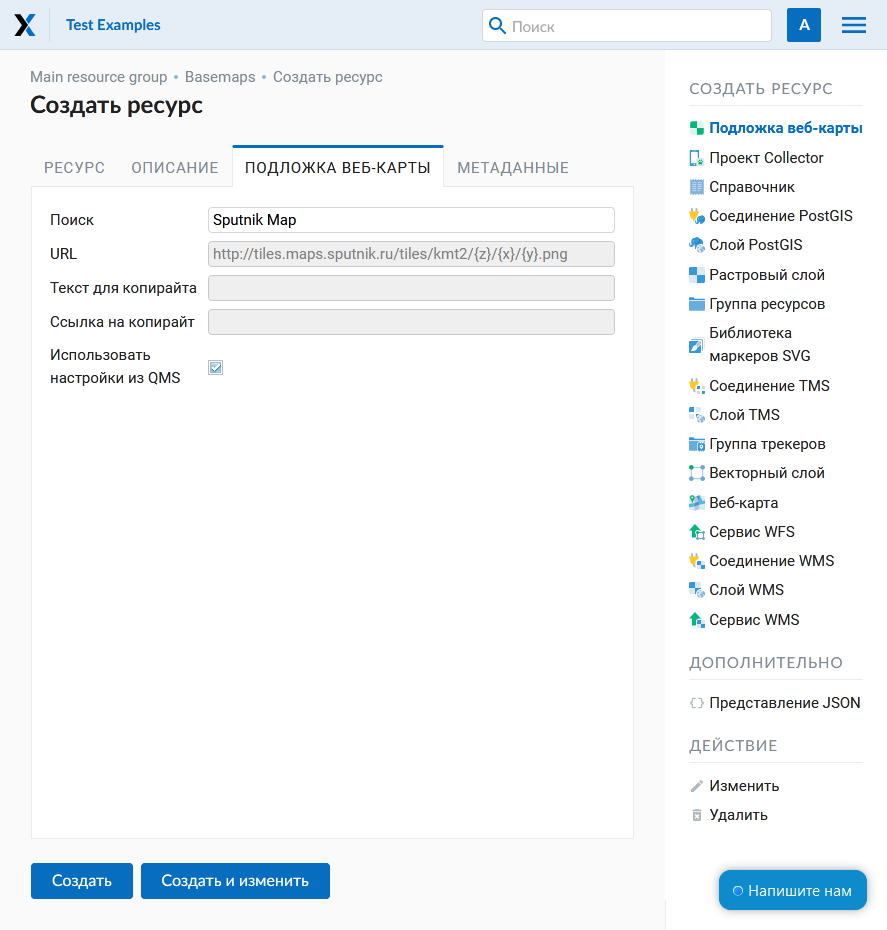 Test Examples
Поиск
A
Main resource group • Basemaps • Создать ресурс
Создать ресурс
РЕСУРС
ОПИСАНИЕ
ПОДЛОЖКА ВЕБ-КАРТЫ
МЕТАДАННЫЕ
Поиск
Sputnik Map
URL
http://tiles.maps.sputnik.ru/tiles/kmt2/{z}/{x}/{y}.png
Текст для копирайта
Ссылка на копирайт
Использовать
настройки из QMS
Создать
Создать и изменить
СОЗДАТЬ РЕСУРС
Подложка веб-карты
Проект Collector
Справочник
Соединение PostGIS
Слой PostGIS
Растровый слой
Группа ресурсов
Библиотека
маркеров SVG
Соединение TMS
Слой TMS
Группа трекеров
Векторный слой
Веб-карта
Сервис WFS
Соединение WMS
Слой WMS
Сервис WMS
ДОПОЛНИТЕЛЬНО
Представление JSON
ДЕЙСТВИЕ
Изменить
Удалить
Напишите нам